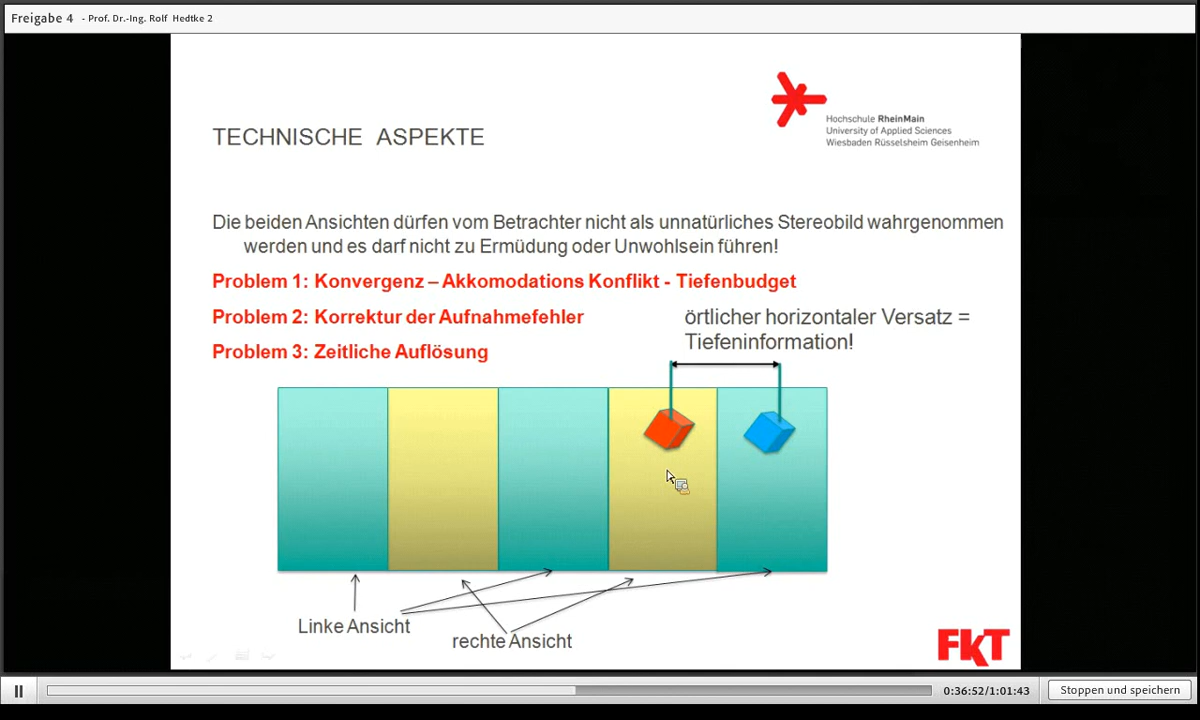 Freigabe 4 - Prof. Dr.-Ing. Rolf Hedtke 2
Hochschule RheinMain
University of Applied Sciences
Wiesbaden Rüsselsheim Geisenheim
TECHNISCHE ASPEKTE
Die beiden Ansichten dürfen vom Betrachter nicht als unnatürliches Stereobild wahrgenommen
werden und es darf nicht zu Ermüdung oder Unwohlsein führen!
Problem 1: Konvergenz – Akkomodations Konflikt - Tiefenbudget
Problem 2: Korrektur der Aufnahmefehler
Problem 3: Zeitliche Auflösung
örtlicher horizontaler Versatz =
Tiefeninformation!
Linke Ansicht
rechte Ansicht
FKT
0:36:52/1:01:43
Stoppen und speichern